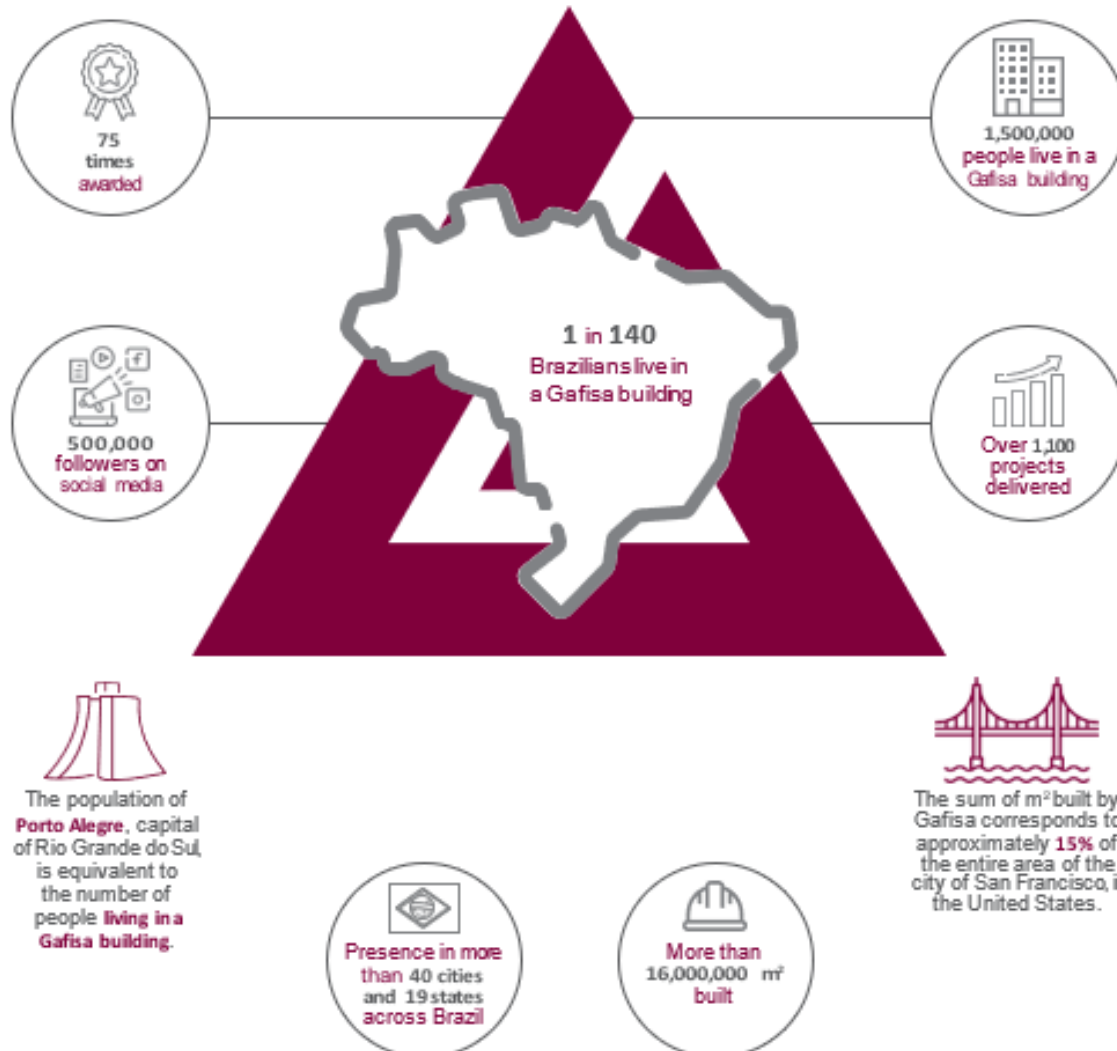 75
times
awarded
1,500,000
people live in a
Gafisa building
1 in 140
Brazilians live in
a Gafisa building
500,000
followers on
social media
Over 1,100
projects
delivered
The population of
Porto Alegre, capital
of Rio Grande do Sul,
is equivalent to
the number of
people living in a
Gafisa building.
The sum of m² built by
Gafisa corresponds to
approximately 15% of
the entire area of the
city of San Francisco, i
the United States.
Presence in more
than 40 cities
and 19 states
across Brazil
More than
16,000,000 m²
built